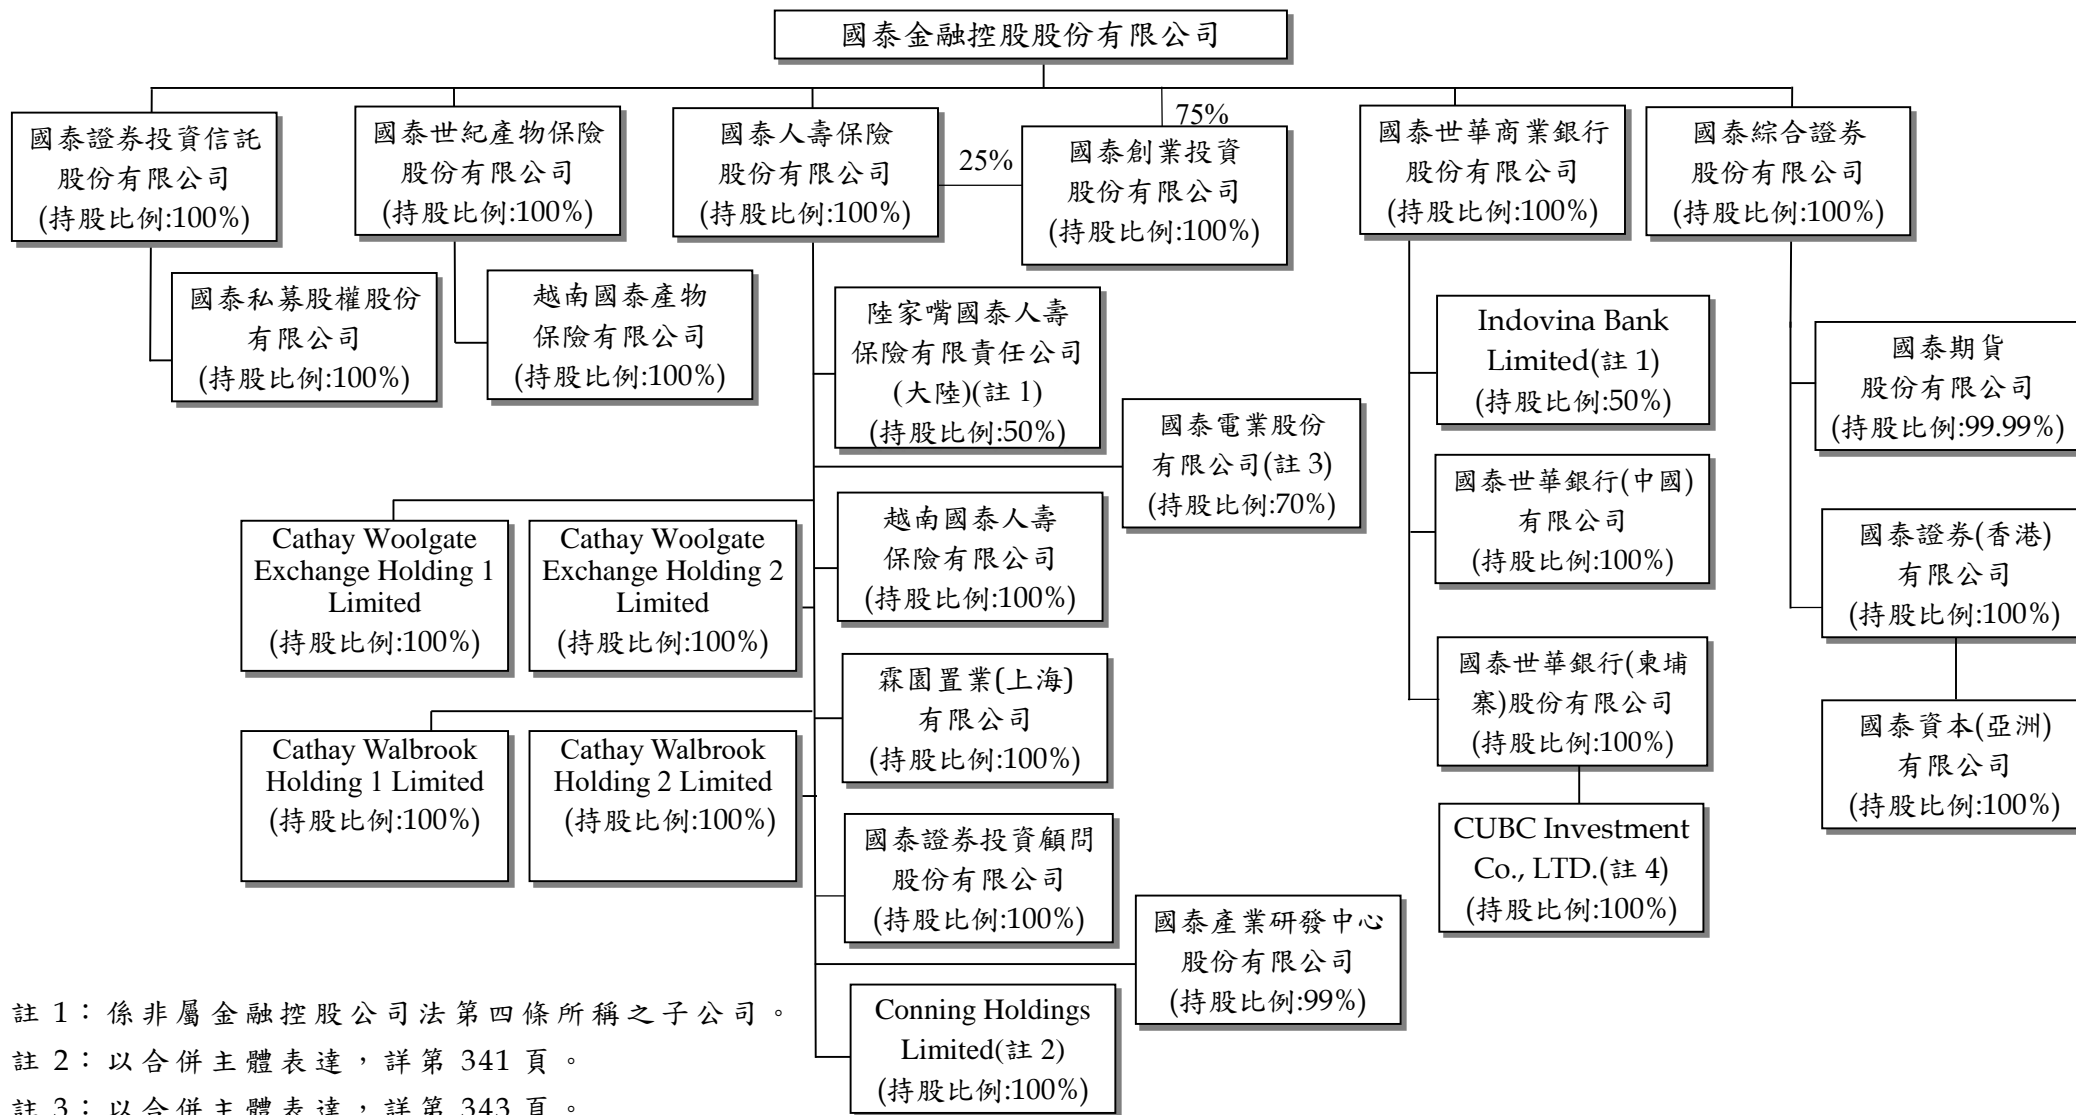 國泰金融控股股份有限公司
75%
25%
國泰證券投資信託
股份有限公司
(持股比例:100%)
國泰世紀產物保險
股份有限公司
(持股比例:100%)
國泰人壽保險
股份有限公司
(持股比例:100%)
國泰創業投資
股份有限公司
(持股比例:100%)
國泰世華商業銀行
股份有限公司
(持股比例:100%)
國泰綜合證券
股份有限公司
(持股比例:100%)
國泰私募股權股份
有限公司
(持股比例:100%)
越南國泰產物
保險有限公司
(持股比例:100%)
陸家嘴國泰人壽
保險有限責任公司
(大陸)(註 1)
(持股比例:50%)
國泰電業股份
有限公司(註 3)
(持股比例:70%)
Indovina Bank
Limited(註 1)
(持股比例:50%)
國泰期貨
股份有限公司
(持股比例:99.99%)
Cathay Woolgate
Exchange Holding 1
Limited
(持股比例:100%)
Cathay Woolgate
Exchange Holding 2
Limited
(持股比例:100%)
越南國泰人壽
保險有限公司
(持股比例:100%)
國泰世華銀行(中國)
有限公司
(持股比例:100%)
國泰證券(香港)
有限公司
(持股比例:100%)
霖園置業(上海)
有限公司
(持股比例:100%)
國泰世華銀行(柬埔
寨)股份有限公司
(持股比例:100%)
國泰資本(亞洲)
有限公司
(持股比例:100%)
Cathay Walbrook
Holding 1 Limited
(持股比例:100%)
Cathay Walbrook
Holding 2 Limited
(持股比例:100%)
國泰證券投資顧問
股份有限公司
(持股比例:100%)
CUBC Investment
Co., LTD.(註 4)
(持股比例:100%)
國泰產業研發中心
股份有限公司
(持股比例:99%)
Conning Holdings
Limited(註 2)
(持股比例:100%)
註 1：係非屬金融控股公司法第四條所稱之子公司。
註 2：以合併主體表達，詳第 341 頁。
註 3：以合併主體表達，詳第 343 頁。